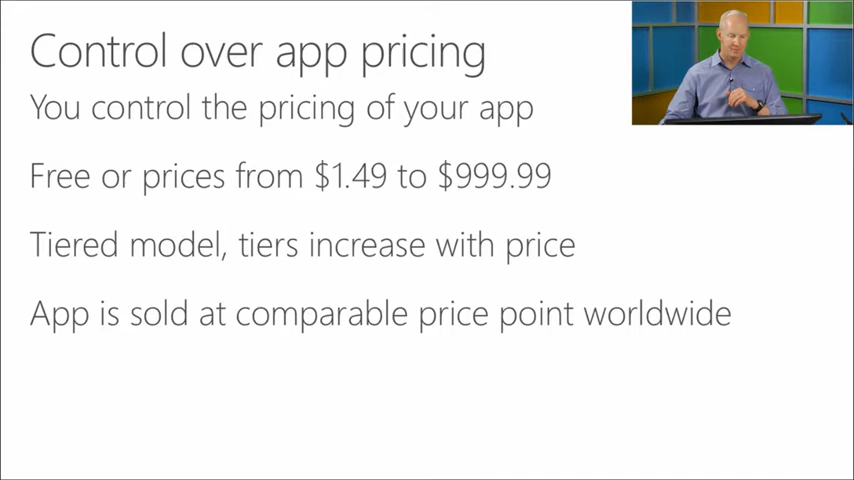 Control over app pricing
You control the pricing of your app
Free or prices from $1.49 to $999.99
Tiered model, tiers increase with price
App is sold at comparable price point worldwide